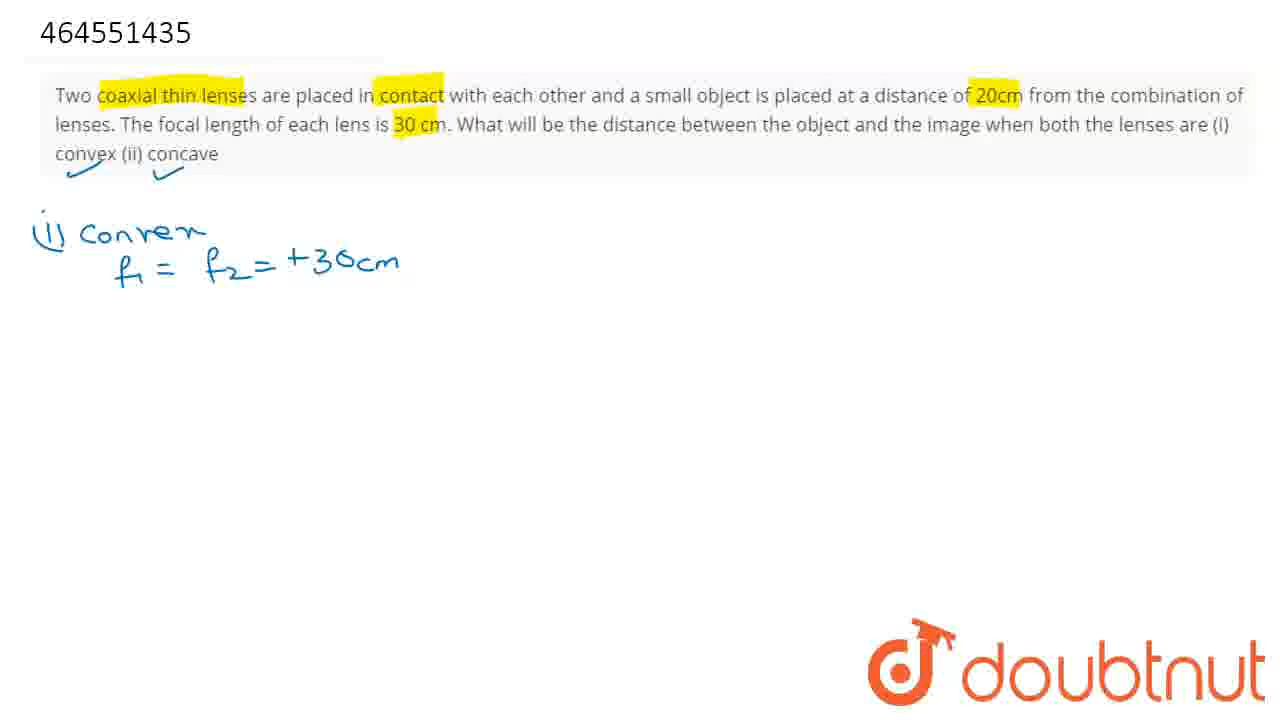 464551435
Two coaxial thin lenses are placed in contact with each other and a small object is placed at a distance of 20cm from the combination of
lenses. The focal length of each lens is 30 cm. What will be the distance between the object and the image when both the lenses are (i)
convex (ii) concave
(i) convex
f₁ = f₂ = +30cm
doubtnut